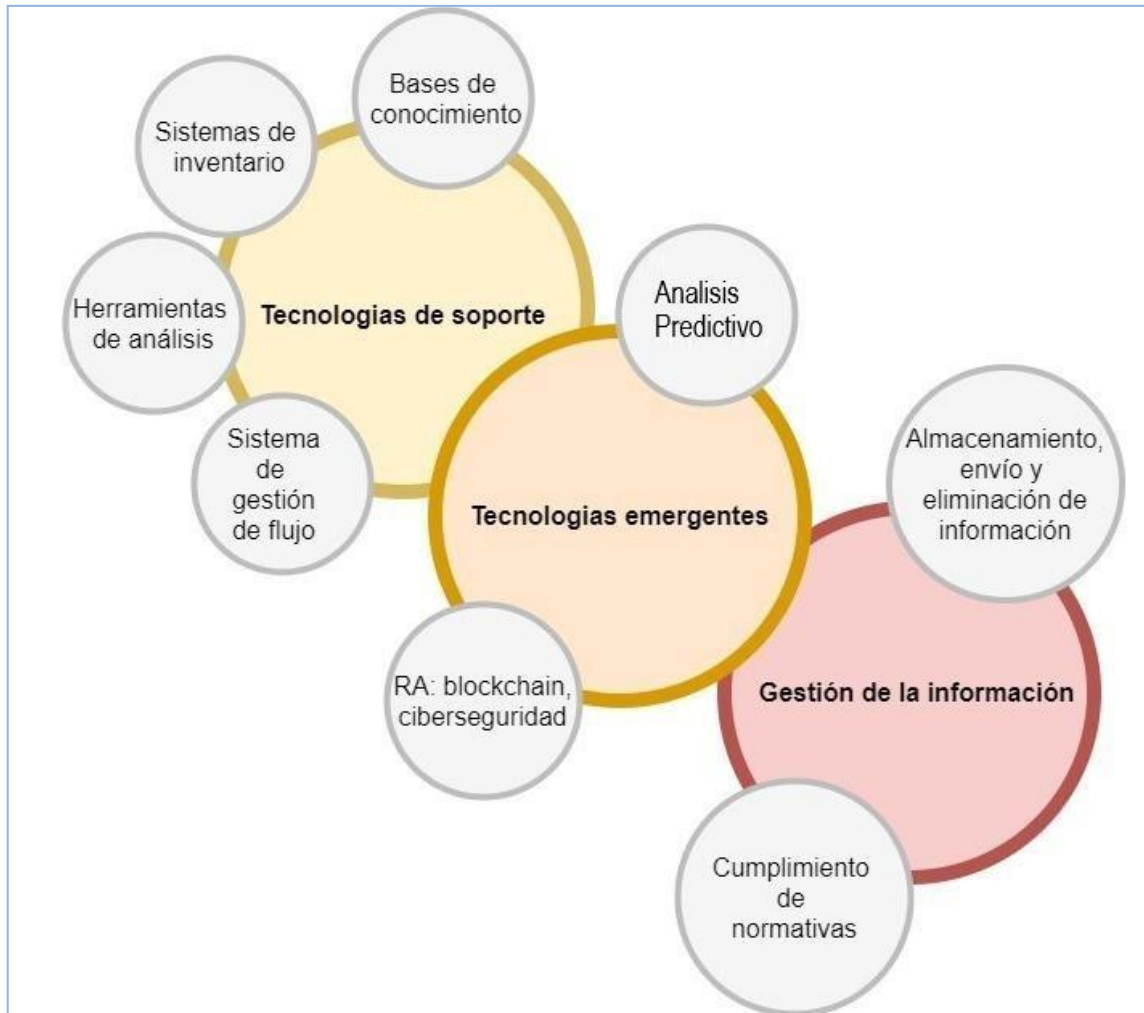 Bases de
conocimiento
Sistemas de
inventario
Herramientas
de análisis
Tecnologias de soporte
Sistema
de
gestión
de flujo
Analisis
Predictivo
Tecnologias emergentes
RA: blockchain,
ciberseguridad
Almacenamiento,
envío y
eliminación de
información
Gestión de la información
Cumplimiento
de
normativas